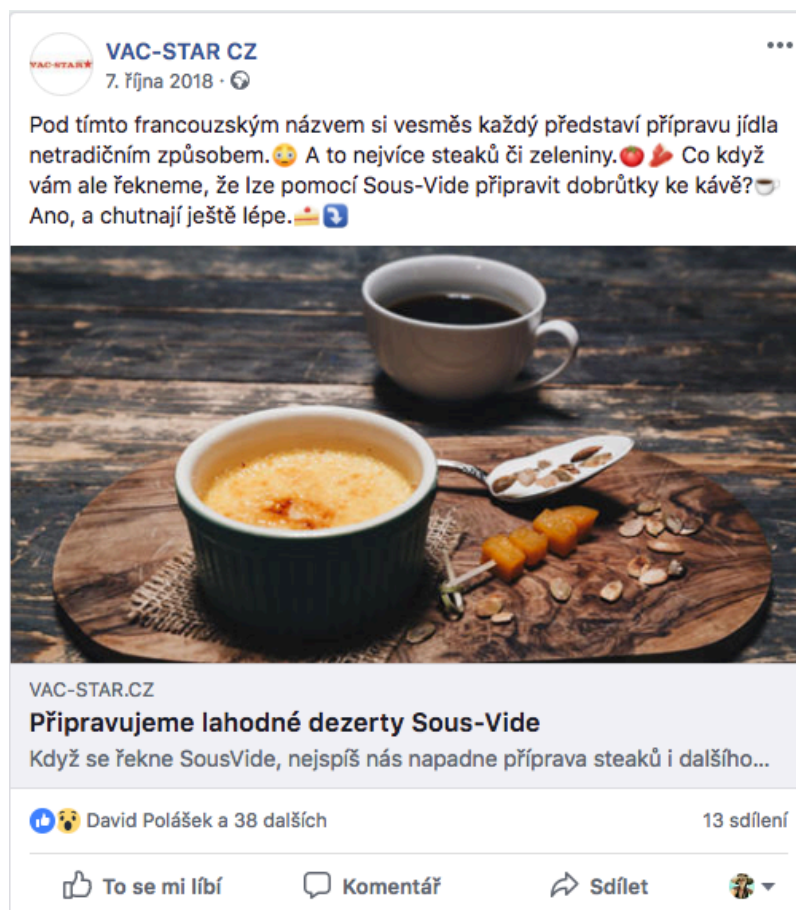 VAC-STAR★
VAC-STAR CZ
7. října 2018 ·
Pod tímto francouzským názvem si vesměs každý představí přípravu jídla
netradičním způsobem.😳 A to nejvíce steaků či zeleniny.🍅🌶️ Co když
vám ale řekneme, že lze pomocí Sous-Vide připravit dobrůtky ke kávě?☕
Ano, a chutnají ještě lépe.🍰⤵️
VAC-STAR.CZ
Připravujeme lahodné dezerty Sous-Vide
Když se řekne SousVide, nejspíš nás napadne příprava steaků i dalšího...
David Polášek a 38 dalších
13 sdílení
To se mi líbí
Komentář
Sdílet